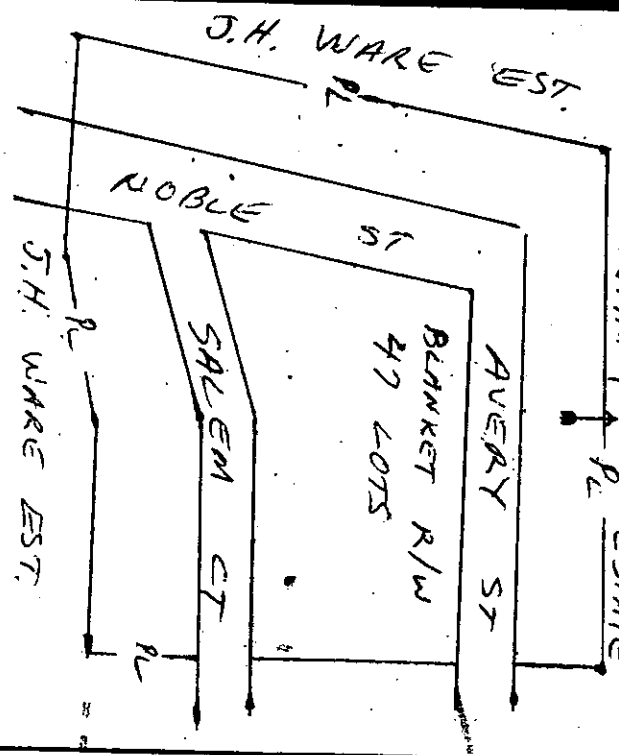 J.H. WARE EST.
PL
NOBLE ST
AVERY ST
BLANKET R/W
47 LOTS
SALEM CT
PL
J.H. WARE EST.
PL
PL